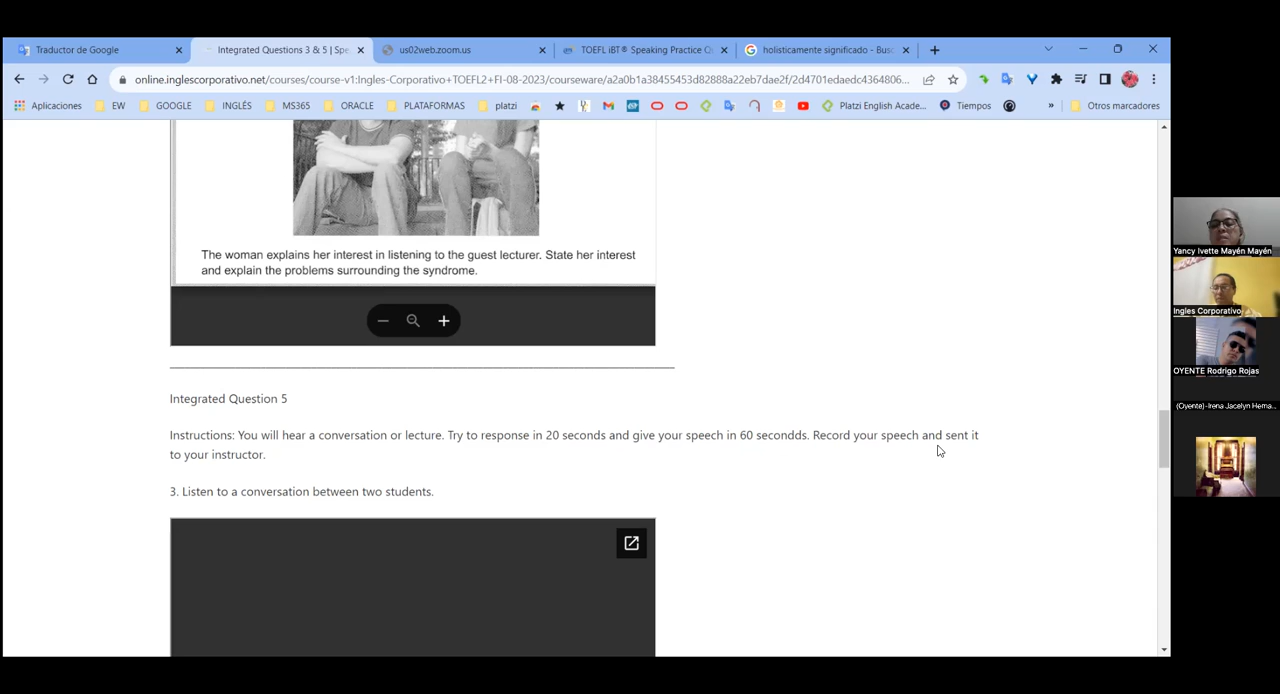 Traductor de Google
Integrated Questions 3 & 5 | Spe
us02web.zoom.us
TOEFL iBT® Speaking Practice Q
holisticamente significado - Busc
online.inglescorporativo.net/courses/course-v1:Ingles-Corporativo+TOEFL2+FI-08-2023/courseware/a2a0b1a38455453d82888a22eb7dae2f/2d4701edaedc4364806...
Aplicaciones
EW
GOOGLE
INGLÉS
MS365
ORACLE
PLATAFORMAS
platzi
Platzi English Acade...
Tiempos
»
Otros marcadores
The woman explains her interest in listening to the guest lecturer. State her interest
and explain the problems surrounding the syndrome.
Integrated Question 5
Instructions: You will hear a conversation or lecture. Try to response in 20 seconds and give your speech in 60 secondds. Record your speech and sent it
to your instructor.
3. Listen to a conversation between two students.
Yancy Ivette Mayén Mayén
Ingles Corporativo
OYENTE Rodrigo Rojas
(Oyente)-Irena Jacelyn Herna...